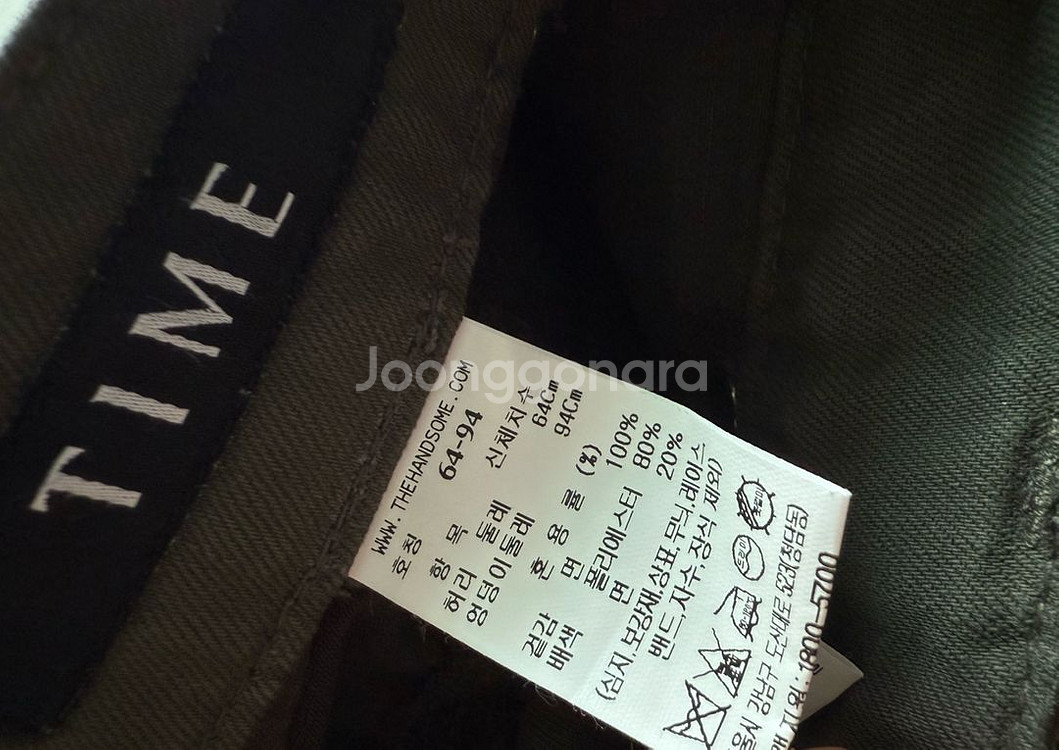 TIME
Joonggonara
WWW.THEHANDSOME.COM
호칭 64-94
항목 신체치수
허리 둘레 64Cm
엉덩이둘레 94Cm
혼용률 (%)
겉감 면 100%
배색 폴리에스터 80%
면 20%
(심지,보강재,상표,무늬,레이스
밴드,자수,장식 제외)
드라이
울시 강남구 도산대로 523(청담동)
1800-5700